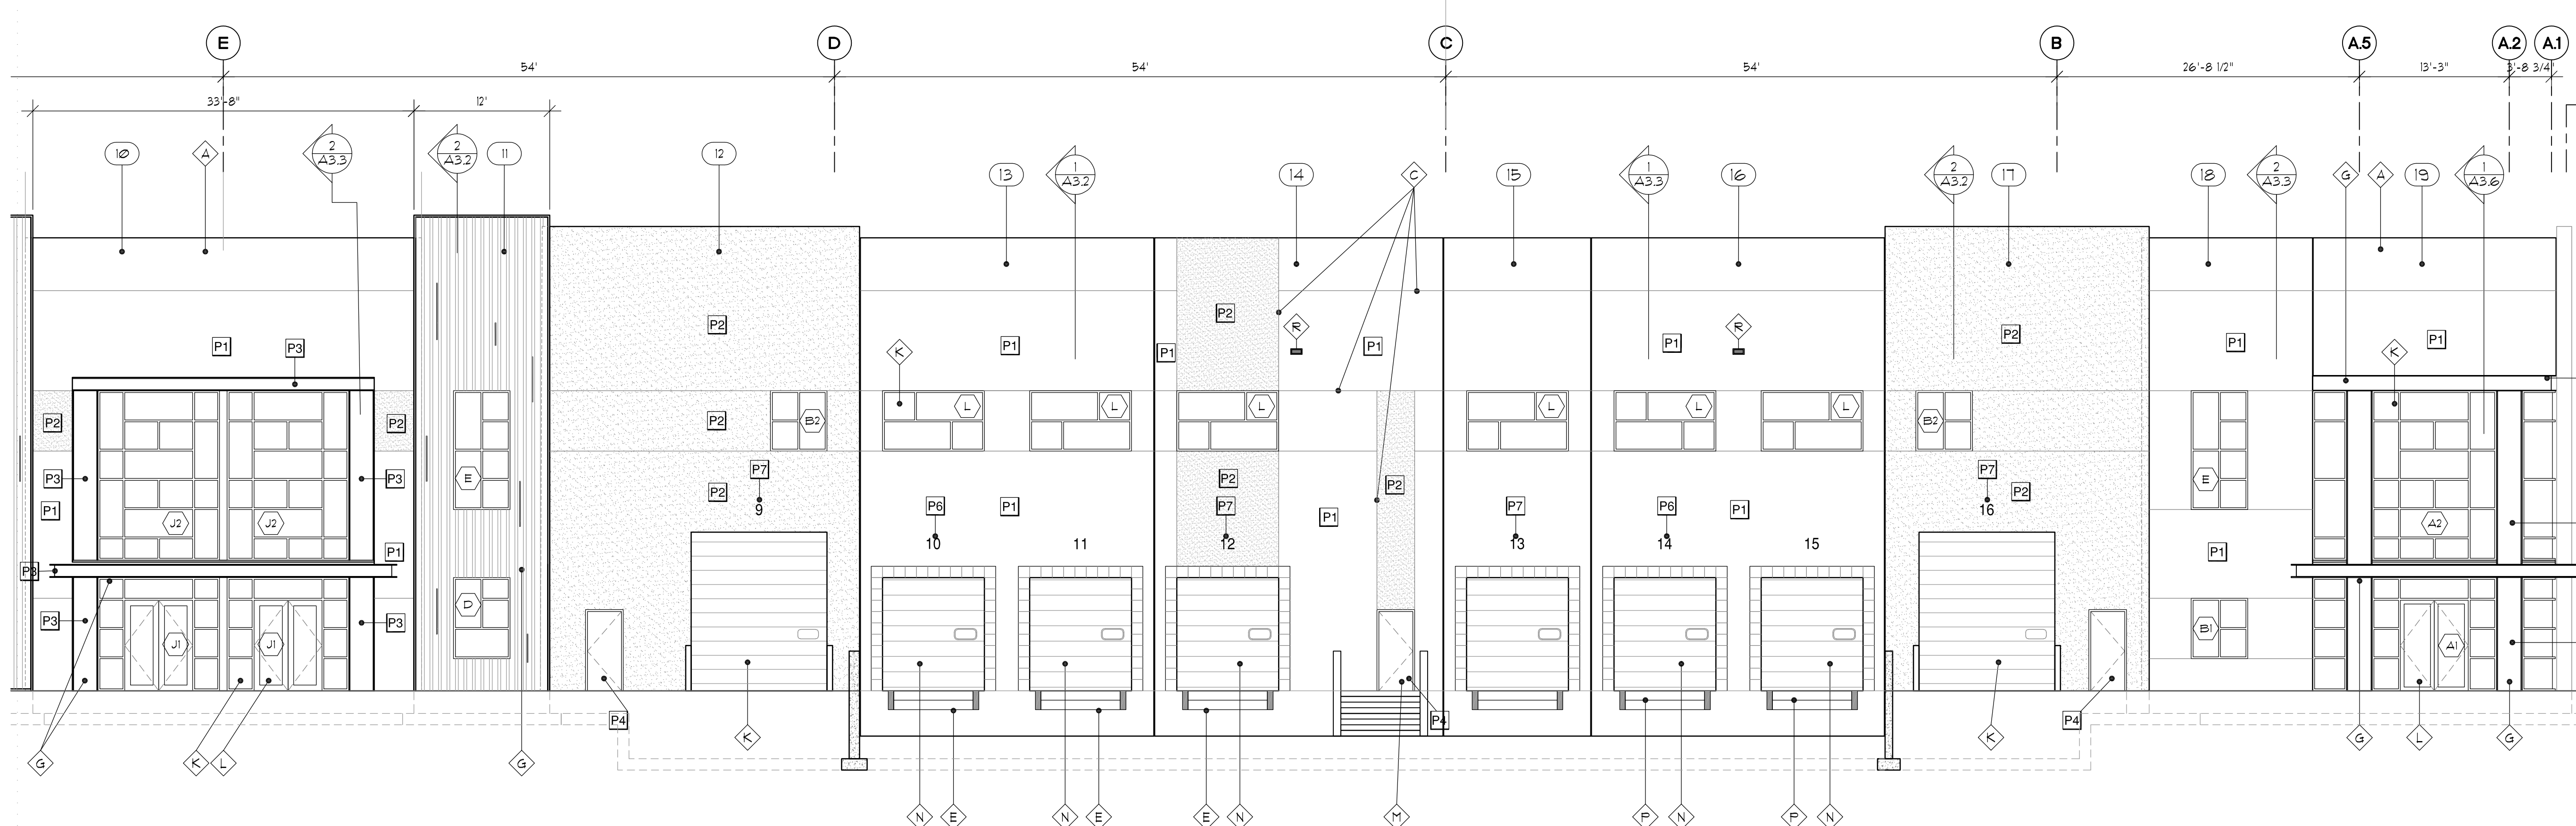 E D C B A.5 A.2 A.1
54' 54' 54' 26'-8 1/2" 13'-3" 3'-8 3/4"
33'-8" 12'
10 A 2 A3.3 2 A3.2 11 12
13 1 A3.2 14 C 15 1 A3.3 16 2 A3.2 17 18 2 A3.3 G A 19 1 A3.6
P2 R R P2
P1 P3 P2 P1 P1 P1 P1 P1 P1
K K
L L L L L L
P2 P2 P2 B2 B2
P3 P3 E P7 P2 P7 E
P2 P2 P2
P1 9 P6 P1 P7 P1 P7 P6 P1 16
J2 J2 A2
10 11 12 13 14 15
P1 P1
P3
D
P3 P3 B1
J1 J1 A1
P4 P4 P4
K K G L G
G K L G
N E N E E N M P N P N